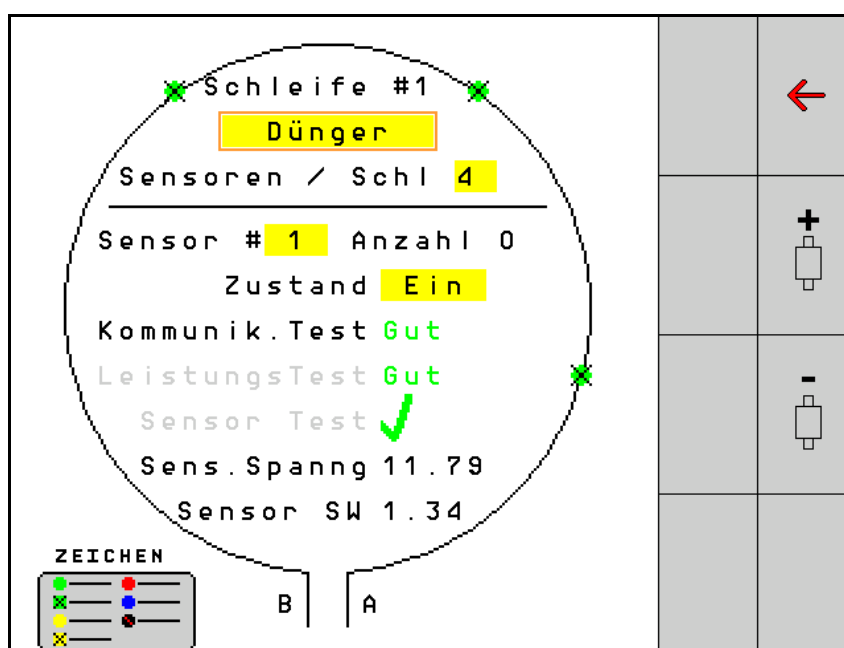 Schleife #1
Dünger
Sensoren / Schl 4
Sensor # 1 Anzahl 0
Zustand Ein
Kommunik.Test Gut
LeistungsTest Gut
Sensor Test
Sens.Spanng 11.79
Sensor SW 1.34
ZEICHEN
B A
+
-